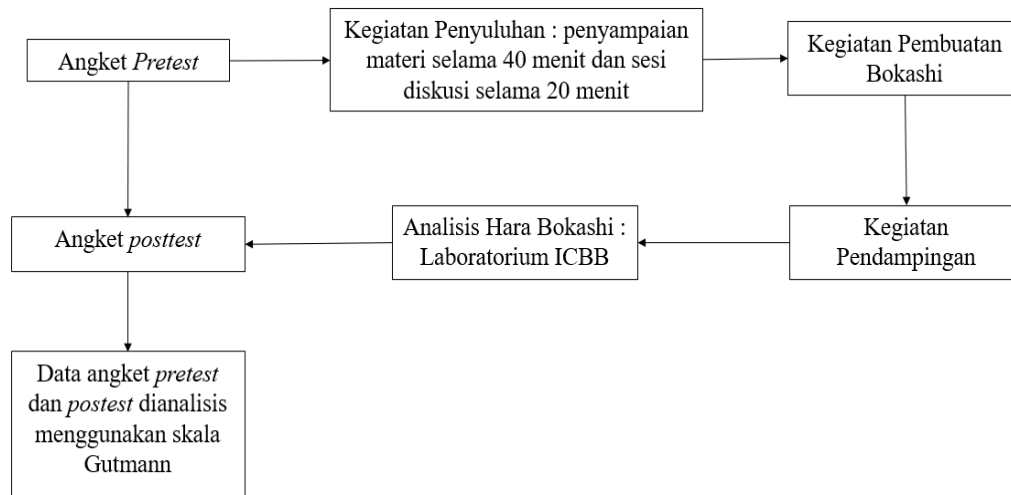 Angket Pretest
Kegiatan Penyuluhan : penyampaian
materi selama 40 menit dan sesi
diskusi selama 20 menit
Kegiatan Pembuatan
Bokashi
Kegiatan
Pendampingan
Analisis Hara Bokashi :
Laboratorium ICBB
Angket posttest
Data angket pretest
dan postest dianalisis
menggunakan skala
Gutmann